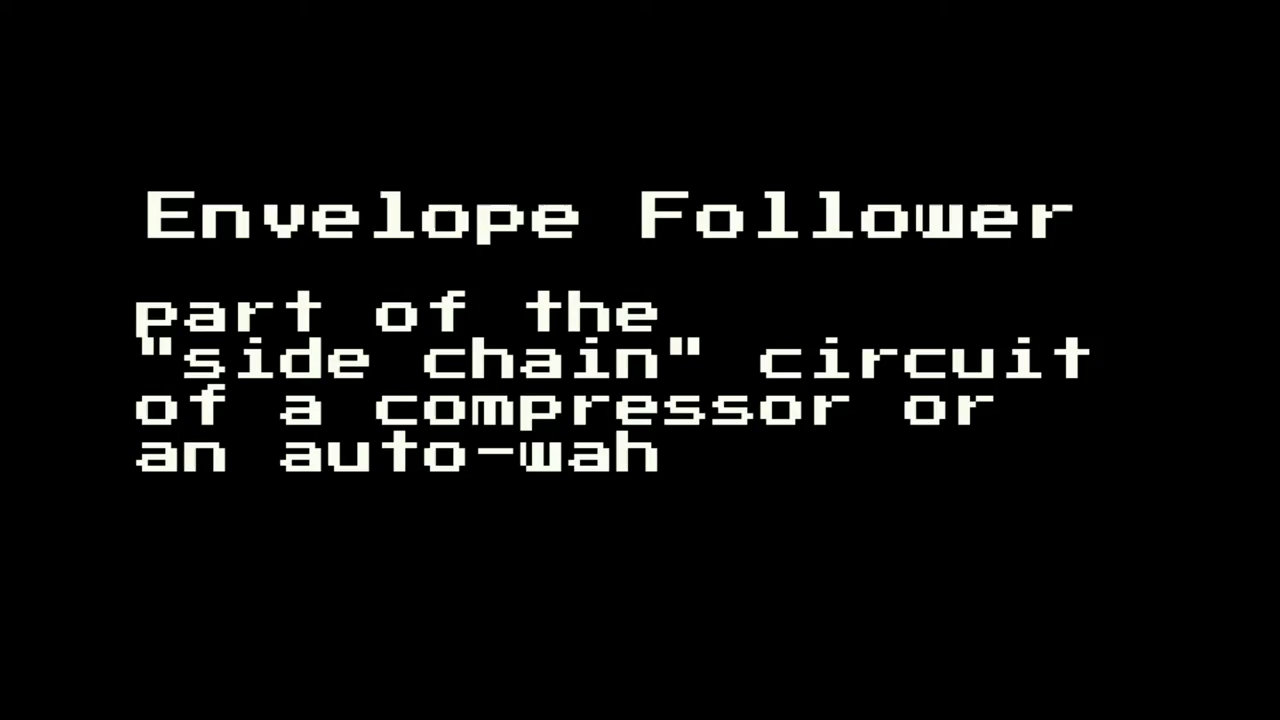 Envelope Follower
part of the
"side chain" circuit
of a compressor or
an auto-wah